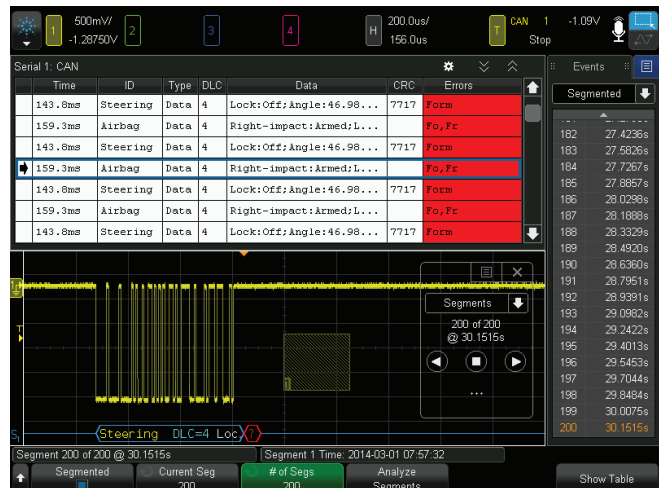 1 500mV/ -1.28750V 2 3 4 H 200.0us/ 156.0us T CAN 1 -1.09V Stop
Serial 1: CAN
Time ID Type DLC Data CRC Errors
143.8ms Steering Data 4 Lock:Off;Angle:46.98... 7717 Form
159.3ms Airbag Data 4 Right-impact:Armed;L... Fo,Fr
143.8ms Steering Data 4 Lock:Off;Angle:46.98... 7717 Form
159.3ms Airbag Data 4 Right-impact:Armed;L... Fo,Fr
143.8ms Steering Data 4 Lock:Off;Angle:46.98... 7717 Form
159.3ms Airbag Data 4 Right-impact:Armed;L... Fo,Fr
143.8ms Steering Data 4 Lock:Off;Angle:46.98... 7717 Form
Events
Segmented
182 27.4236s
183 27.5826s
184 27.7267s
185 27.8857s
186 28.0298s
187 28.1888s
188 28.3329s
189 28.4920s
190 28.6360s
191 28.7951s
192 28.9391s
193 29.0982s
194 29.2422s
195 29.4013s
196 29.5453s
197 29.7044s
198 29.8484s
199 30.0075s
200 30.1515s
Segments
200 of 200
@ 30.1515s
...
T
1
S1 Steering DLC=4 Loc ?
Segment 200 of 200 @ 30.1515s
Segment 1 Time: 2014-03-01 07:57:32
Segmented
Current Seg
200
# of Segs
200
Analyze
Segments
Show Table